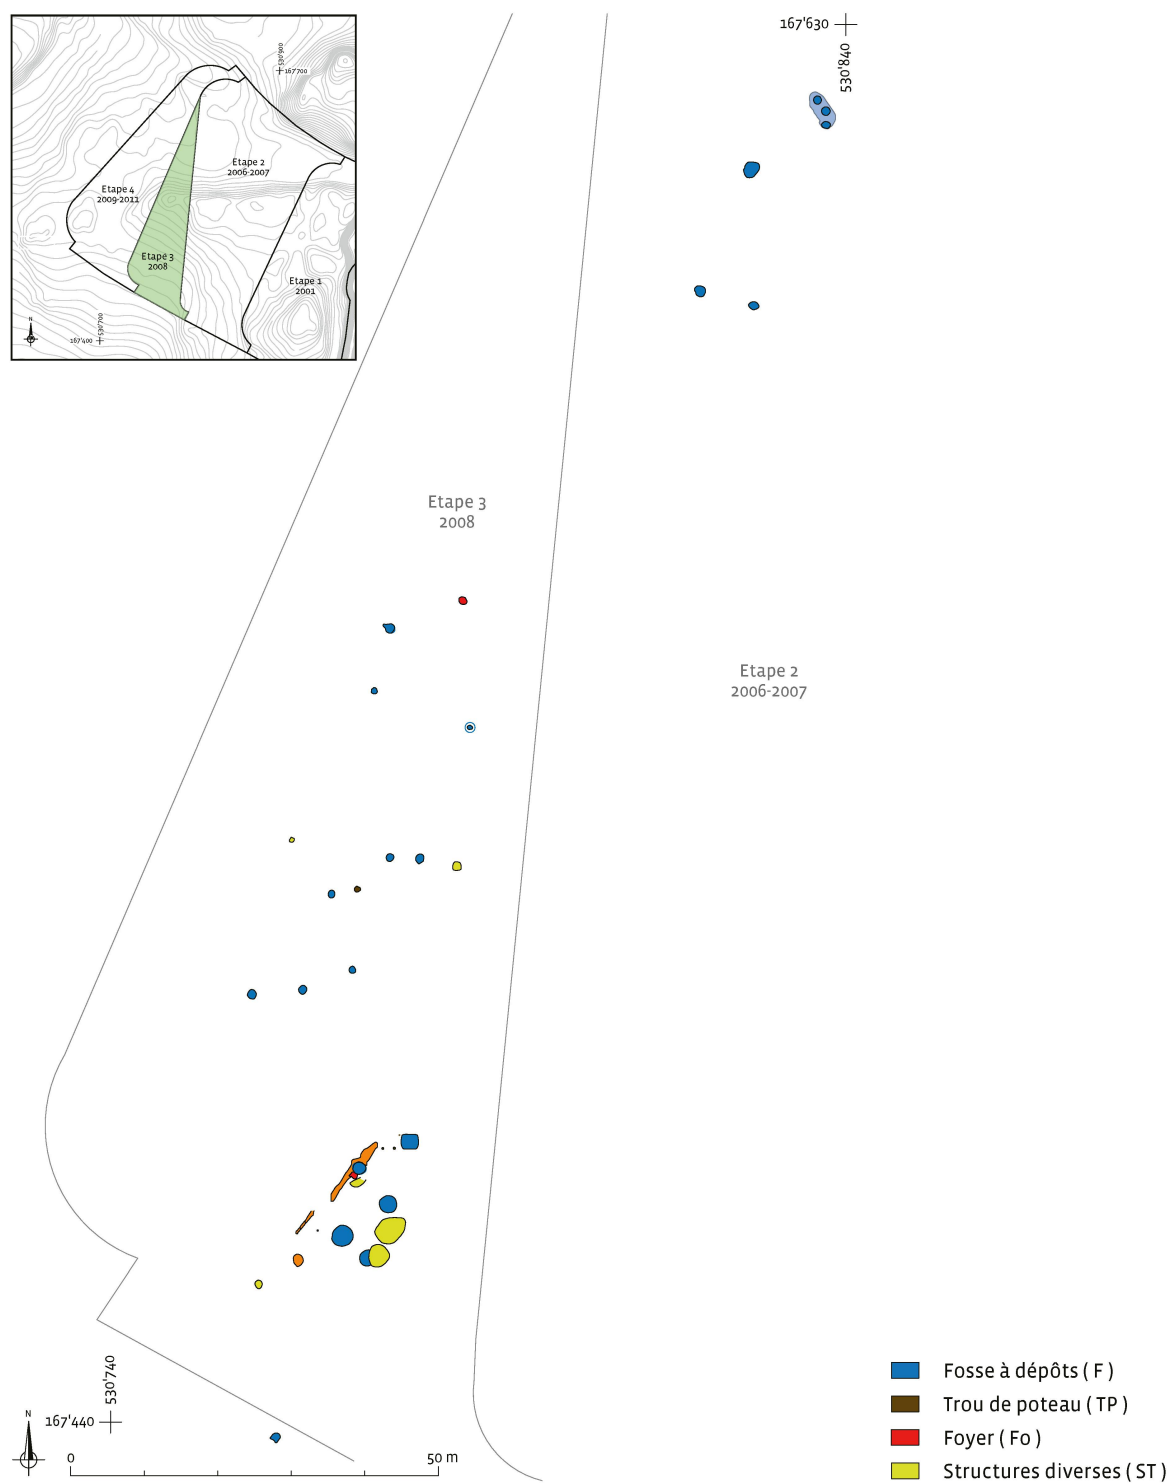 530'900
167'700
Etape 2
2006-2007
Etape 4
2009-2011
Etape 3
2008
Etape 1
2001
N
530'700
167'400
167'630
530'840
Etape 3
2008
Etape 2
2006-2007
530'740
N
167'440
0
50 m
Fosse à dépôts ( F )
Trou de poteau ( TP )
Foyer ( Fo )
Structures diverses ( ST )